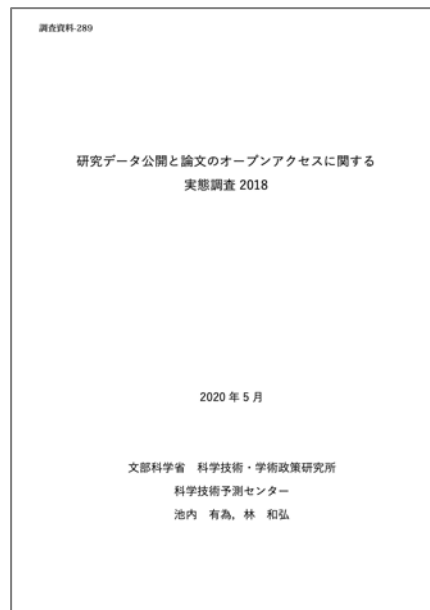 調査資料-289
研究データ公開と論文のオープンアクセスに関する
実態調査 2018
2020 年 5 月
文部科学省 科学技術・学術政策研究所
科学技術予測センター
池内 有為, 林 和弘